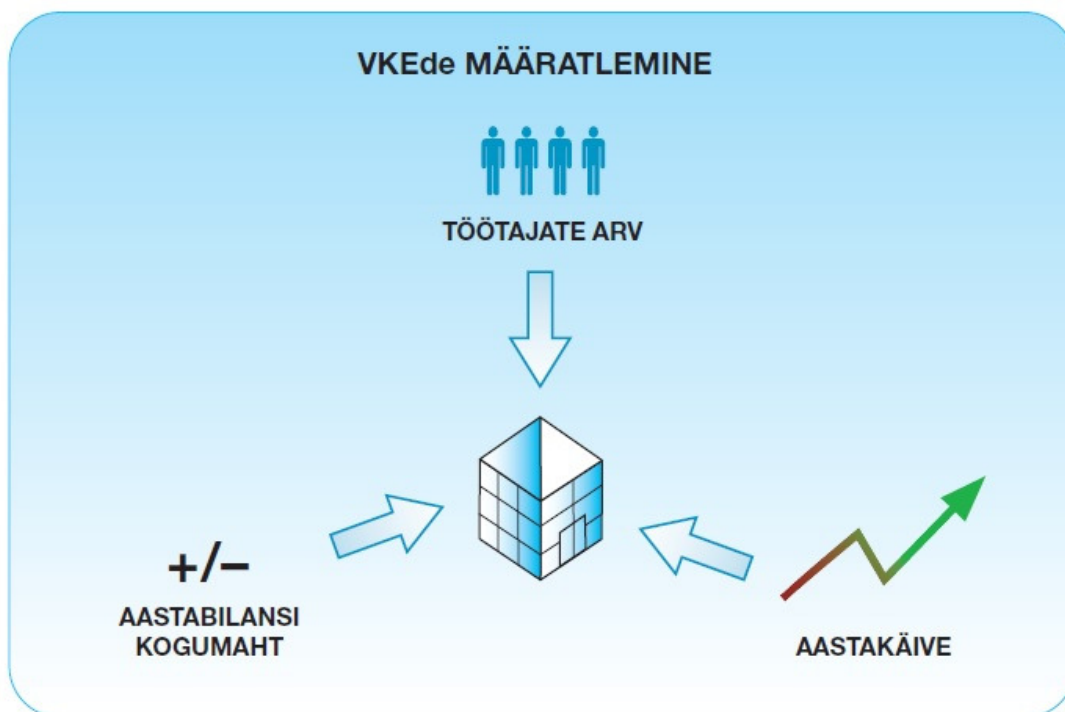 VKEde MÄÄRATLEMINE
TÖÖTAJATE ARV
+/–
AASTABILANSI
KOGUMAHT
AASTAKÄIVE